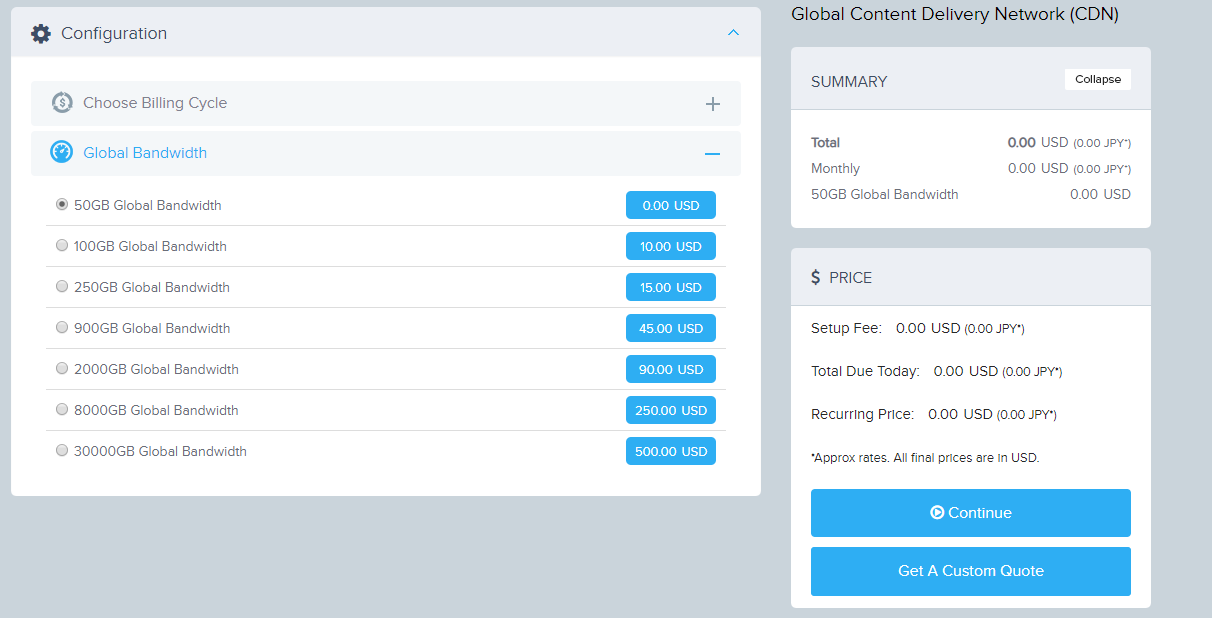 Configuration
Choose Billing Cycle
Global Bandwidth
50GB Global Bandwidth 0.00 USD
100GB Global Bandwidth 10.00 USD
250GB Global Bandwidth 15.00 USD
900GB Global Bandwidth 45.00 USD
2000GB Global Bandwidth 90.00 USD
8000GB Global Bandwidth 250.00 USD
30000GB Global Bandwidth 500.00 USD
Global Content Delivery Network (CDN)
SUMMARY Collapse
Total 0.00 USD (0.00 JPY*)
Monthly 0.00 USD (0.00 JPY*)
50GB Global Bandwidth 0.00 USD
$ PRICE
Setup Fee: 0.00 USD (0.00 JPY*)
Total Due Today: 0.00 USD (0.00 JPY*)
Recurring Price: 0.00 USD (0.00 JPY*)
*Approx rates. All final prices are in USD.
Continue
Get A Custom Quote